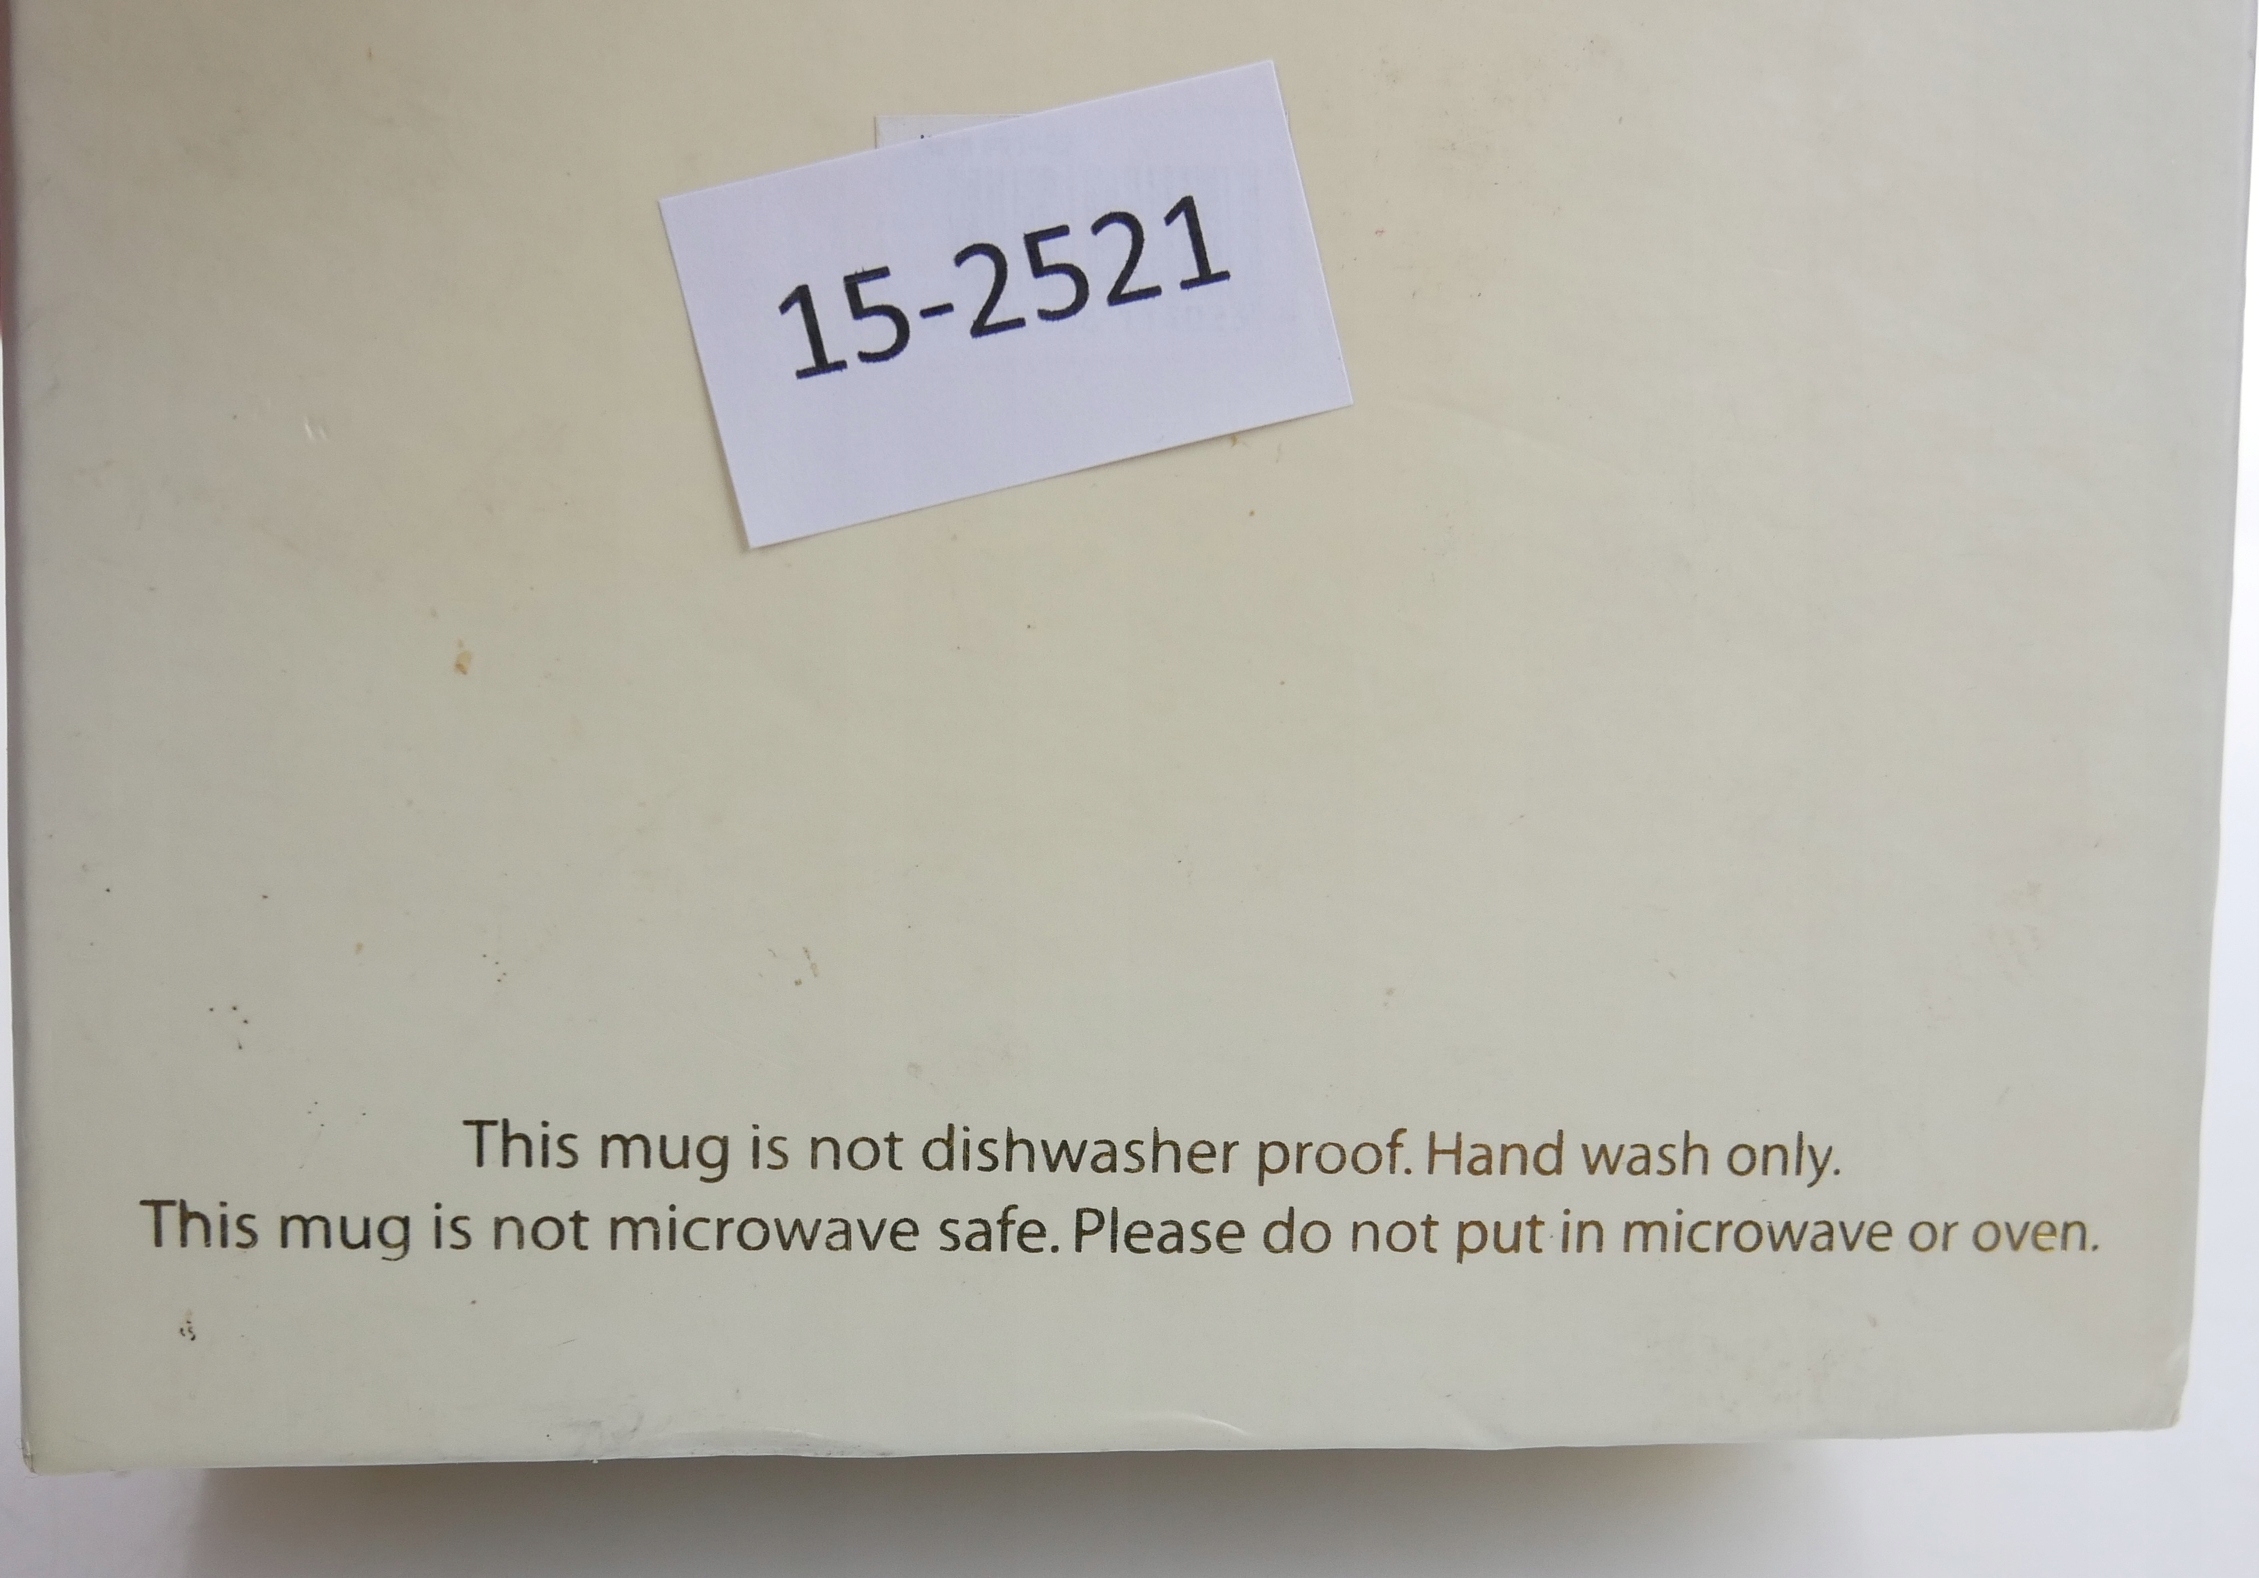 15-2521
This mug is not dishwasher proof. Hand wash only.
This mug is not microwave safe. Please do not put in microwave or oven.